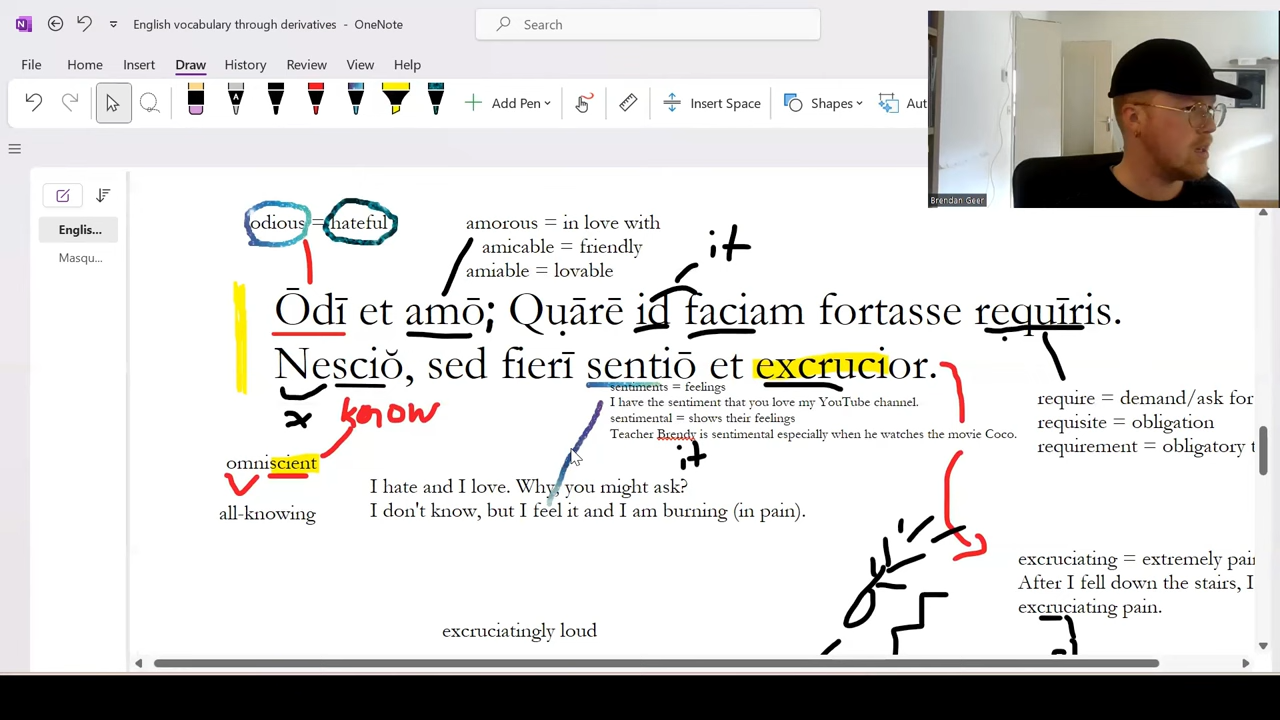 English vocabulary through derivatives - OneNote
Search
File Home Insert Draw History Review View Help
Add Pen
Insert Space
Shapes
Aut
Brendan Geer
Englis...
Masqu...
odious = hateful
amorous = in love with
amicable = friendly
amiable = lovable
it
Ōdī et amō; Quārē id faciam fortasse requīris.
Nesciŏ, sed fierī sentiō et excrucior.
x
know
sentiments = feelings
I have the sentiment that you love my YouTube channel.
sentimental = shows their feelings
Teacher Brendy is sentimental especially when he watches the movie Coco.
it
require = demand/ask for
requisite = obligation
requirement = obligatory t
omniscient
all-knowing
I hate and I love. Why, you might ask?
I don't know, but I feel it and I am burning (in pain).
excruciating = extremely pai
After I fell down the stairs, I
excruciating pain.
excruciatingly loud